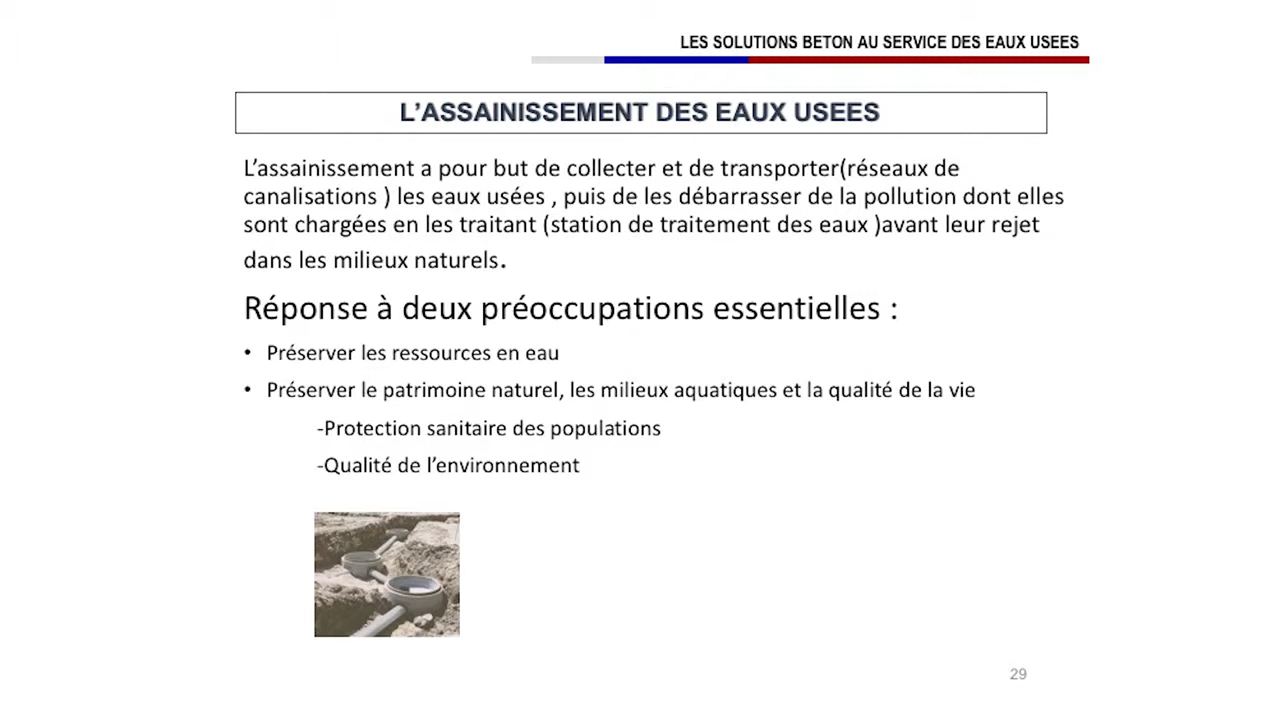 LES SOLUTIONS BETON AU SERVICE DES EAUX USEES
L’ASSAINISSEMENT DES EAUX USEES
L’assainissement a pour but de collecter et de transporter(réseaux de
canalisations ) les eaux usées , puis de les débarrasser de la pollution dont elles
sont chargées en les traitant (station de traitement des eaux )avant leur rejet
dans les milieux naturels.
Réponse à deux préoccupations essentielles :
• Préserver les ressources en eau
• Préserver le patrimoine naturel, les milieux aquatiques et la qualité de la vie
-Protection sanitaire des populations
-Qualité de l’environnement
29